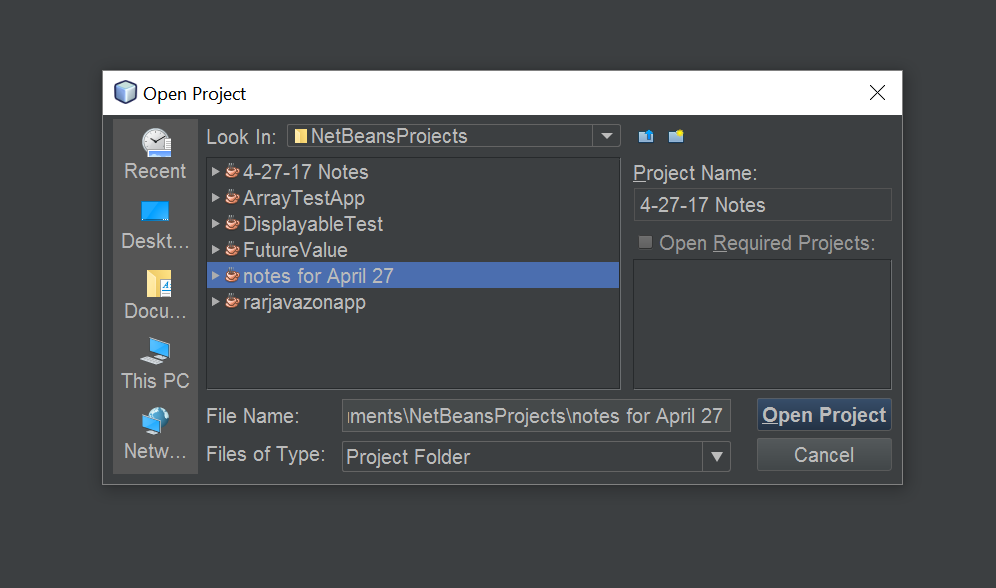 Open Project
Look In: NetBeansProjects
Recent
Deskt...
Docu...
This PC
Netw...
4-27-17 Notes
ArrayTestApp
DisplayableTest
FutureValue
notes for April 27
rarjavazonapp
Project Name:
4-27-17 Notes
Open Required Projects:
File Name: ıments\NetBeansProjects\notes for April 27
Files of Type: Project Folder
Open Project
Cancel